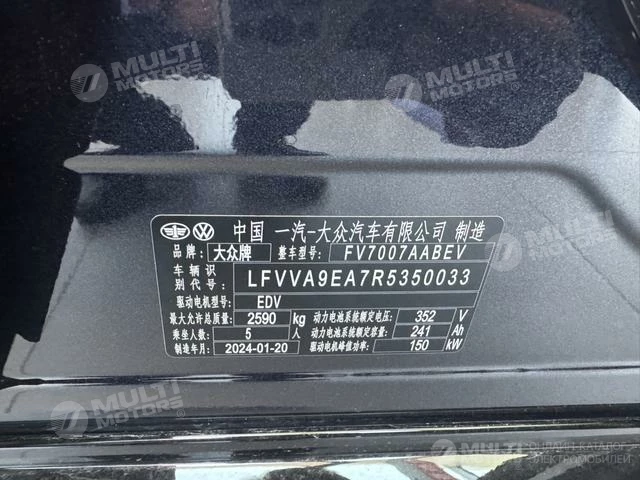 MULTI MOTORS
MULTI MOTORS
中国 一汽-大众汽车有限公司 制造
品牌: 大众牌 整车型号: FV7007AABEV
车辆识别代号: LFVVA9EA7R5350033
驱动电机型号: EDV
最大允许总质量: 2590 kg 动力电池系统额定电压: 352 V
乘坐人数: 5 人 动力电池系统额定容量: 241 Ah
制造年月: 2024-01-20 驱动电机峰值功率: 150 kW
MULTI MOTORS
MULTI
ОНЛАЙН-КАТАЛОГ
ЭЛЕКТРОМОБИЛЕЙ